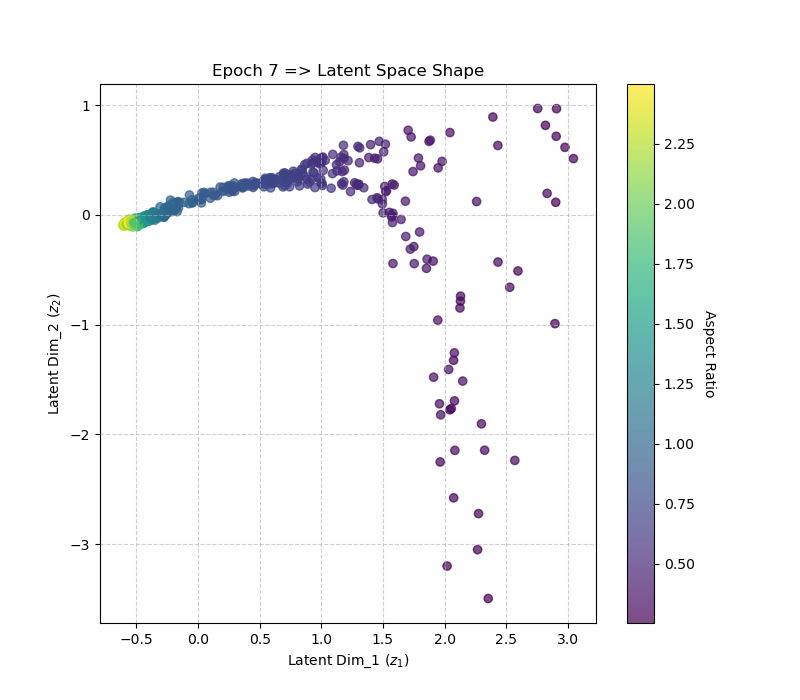 Epoch 7 => Latent Space Shape
1
0
−1
−2
−3
Latent Dim_2 (z₂)
−0.5 0.0 0.5 1.0 1.5 2.0 2.5 3.0
Latent Dim_1 (z₁)
2.25
2.00
1.75
1.50
1.25
1.00
0.75
0.50
Aspect Ratio